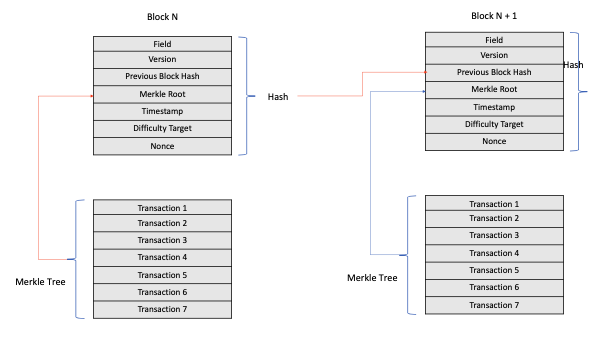 Block N
Field
Version
Previous Block Hash
Merkle Root
Timestamp
Difficulty Target
Nonce
Hash
Transaction 1
Transaction 2
Transaction 3
Transaction 4
Transaction 5
Transaction 6
Transaction 7
Merkle Tree
Block N + 1
Field
Version
Previous Block Hash
Merkle Root
Timestamp
Difficulty Target
Nonce
Hash
Transaction 1
Transaction 2
Transaction 3
Transaction 4
Transaction 5
Transaction 6
Transaction 7
Merkle Tree